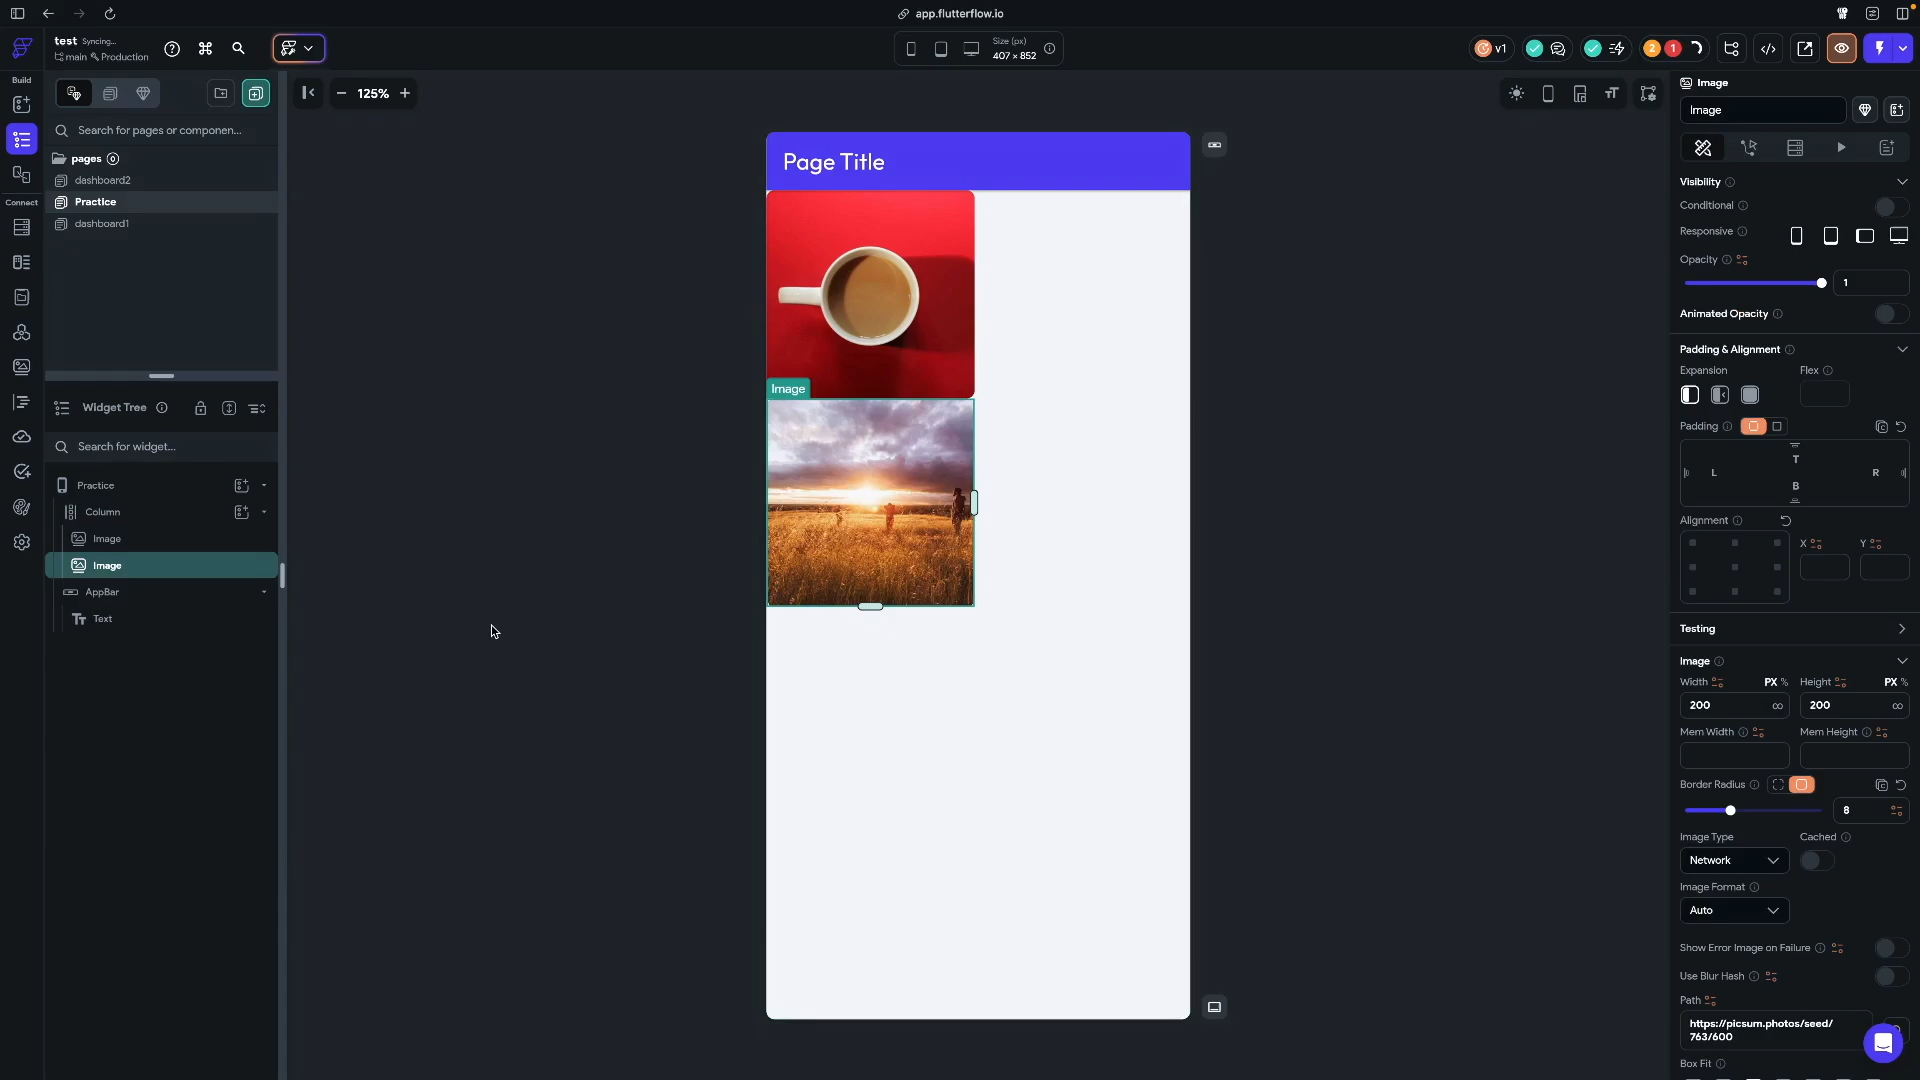 app.flutterflow.io
test Syncing...
main Production
Size (px)
407 × 852
v1
2
1
Build
Connect
Search for pages or componen...
pages 0
dashboard2
Practice
dashboard1
Widget Tree
Search for widget...
Practice
Column
Image
Image
AppBar
Text
125%
Page Title
Image
Image
Image
Visibility
Conditional
Responsive
Opacity
1
Animated Opacity
Padding & Alignment
Expansion
Flex
Padding
T
L
R
B
Alignment
X
Y
Testing
Image
Width PX %
Height PX %
200 ∞
200 ∞
Mem Width
Mem Height
Border Radius
8
Image Type
Cached
Network
Image Format
Auto
Show Error Image on Failure
Use Blur Hash
Path
https://picsum.photos/seed/
763/600
Box Fit